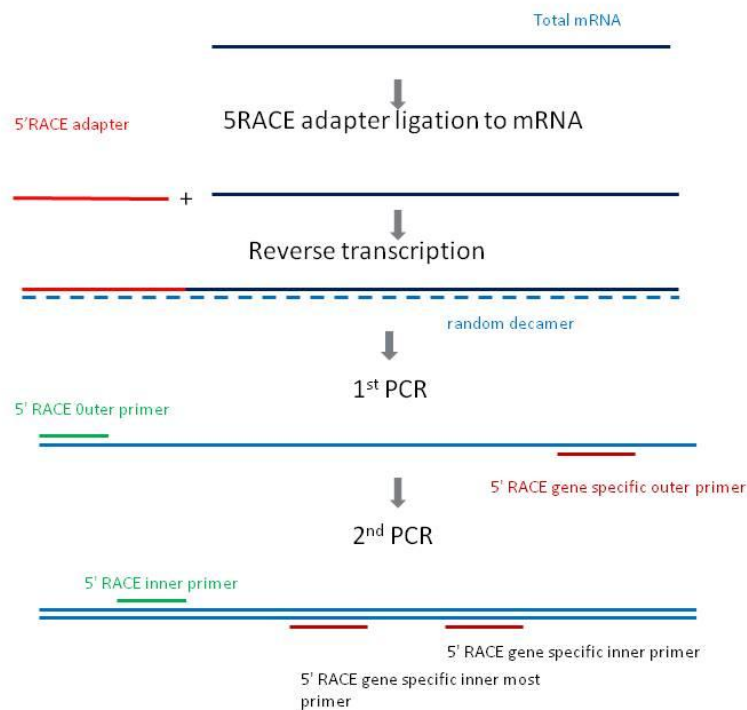 Total mRNA
5'RACE adapter
5RACE adapter ligation to mRNA
+
Reverse transcription
random decamer
1st PCR
5' RACE 0uter primer
5' RACE gene specific outer primer
2nd PCR
5' RACE inner primer
5' RACE gene specific inner primer
5' RACE gene specific inner most
primer